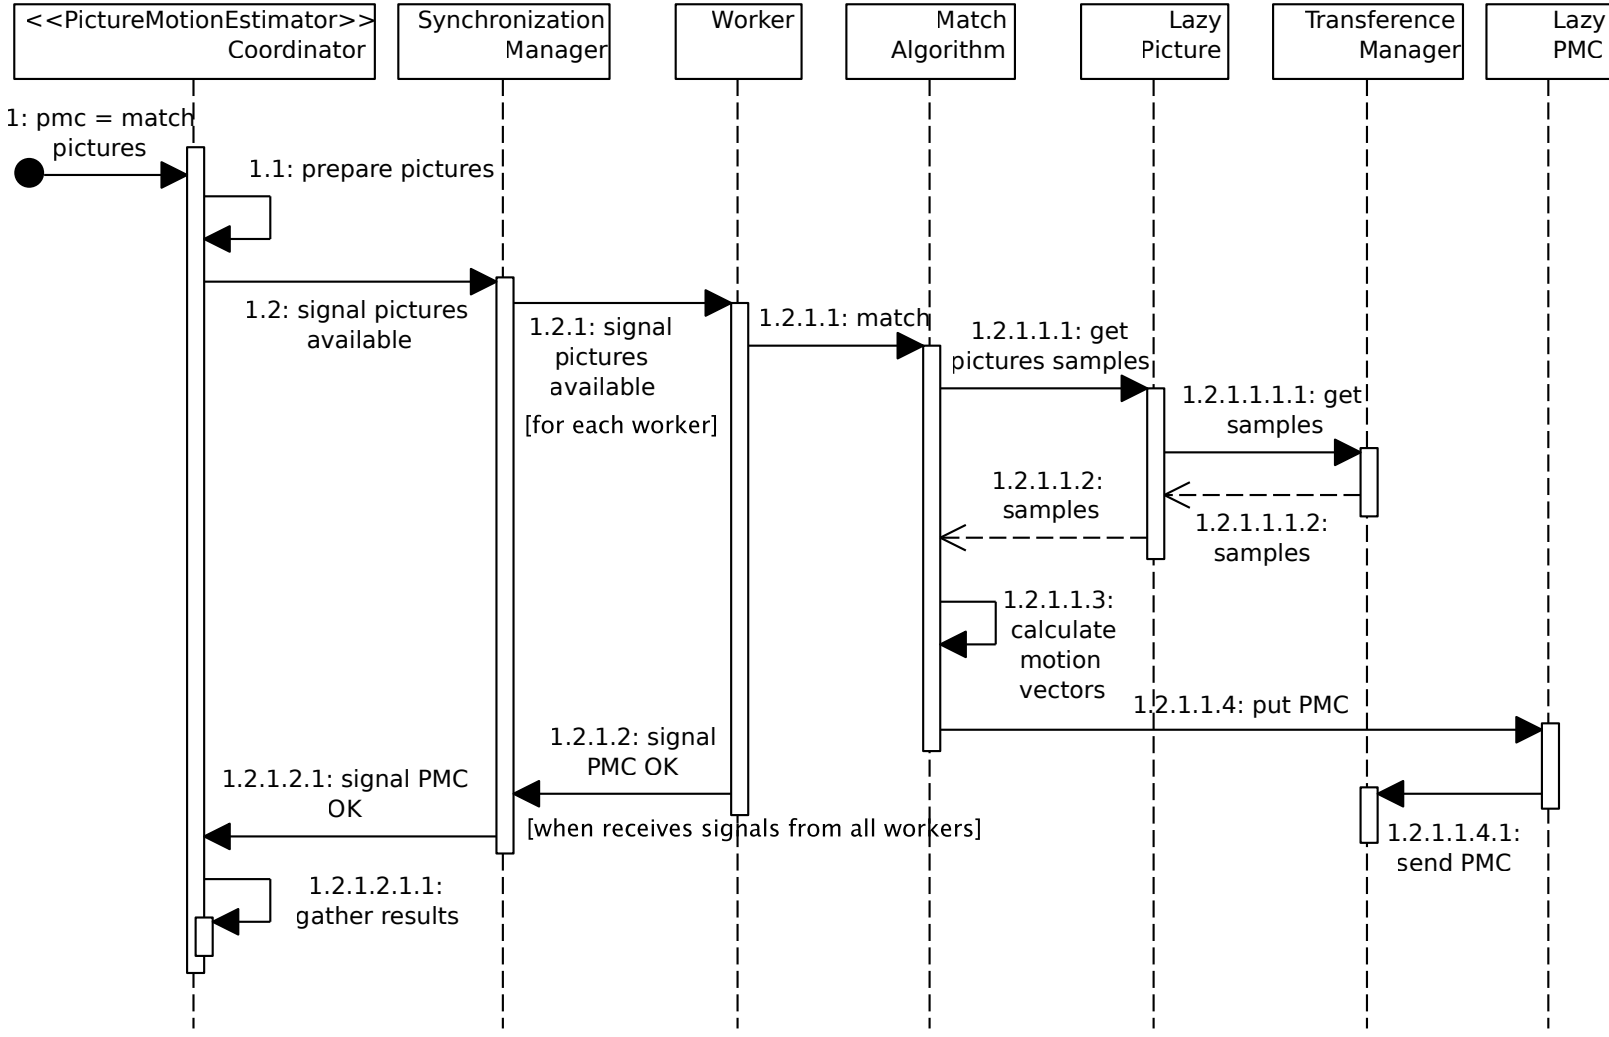 <<PictureMotionEstimator>>
Coordinator
Synchronization
Manager
Worker
Match
Algorithm
Lazy
Picture
Transference
Manager
Lazy
PMC
1: pmc = match
pictures
1.1: prepare pictures
1.2: signal pictures
available
1.2.1: signal
pictures
available
[for each worker]
1.2.1.1: match
1.2.1.1.1: get
pictures samples
1.2.1.1.1.1: get
samples
1.2.1.1.1.2:
samples
1.2.1.1.2:
samples
1.2.1.1.3:
calculate
motion
vectors
1.2.1.1.4: put PMC
1.2.1.1.4.1:
send PMC
1.2.1.2: signal
PMC OK
[when receives signals from all workers]
1.2.1.2.1: signal PMC
OK
1.2.1.2.1.1:
gather results